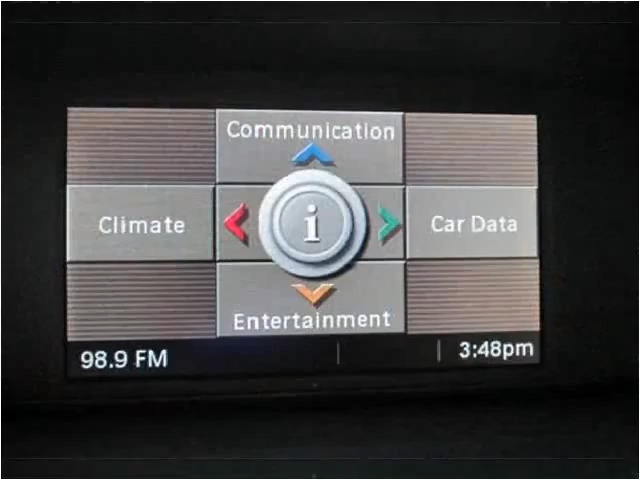 Communication
Climate
i
Car Data
Entertainment
98.9 FM
3:48pm